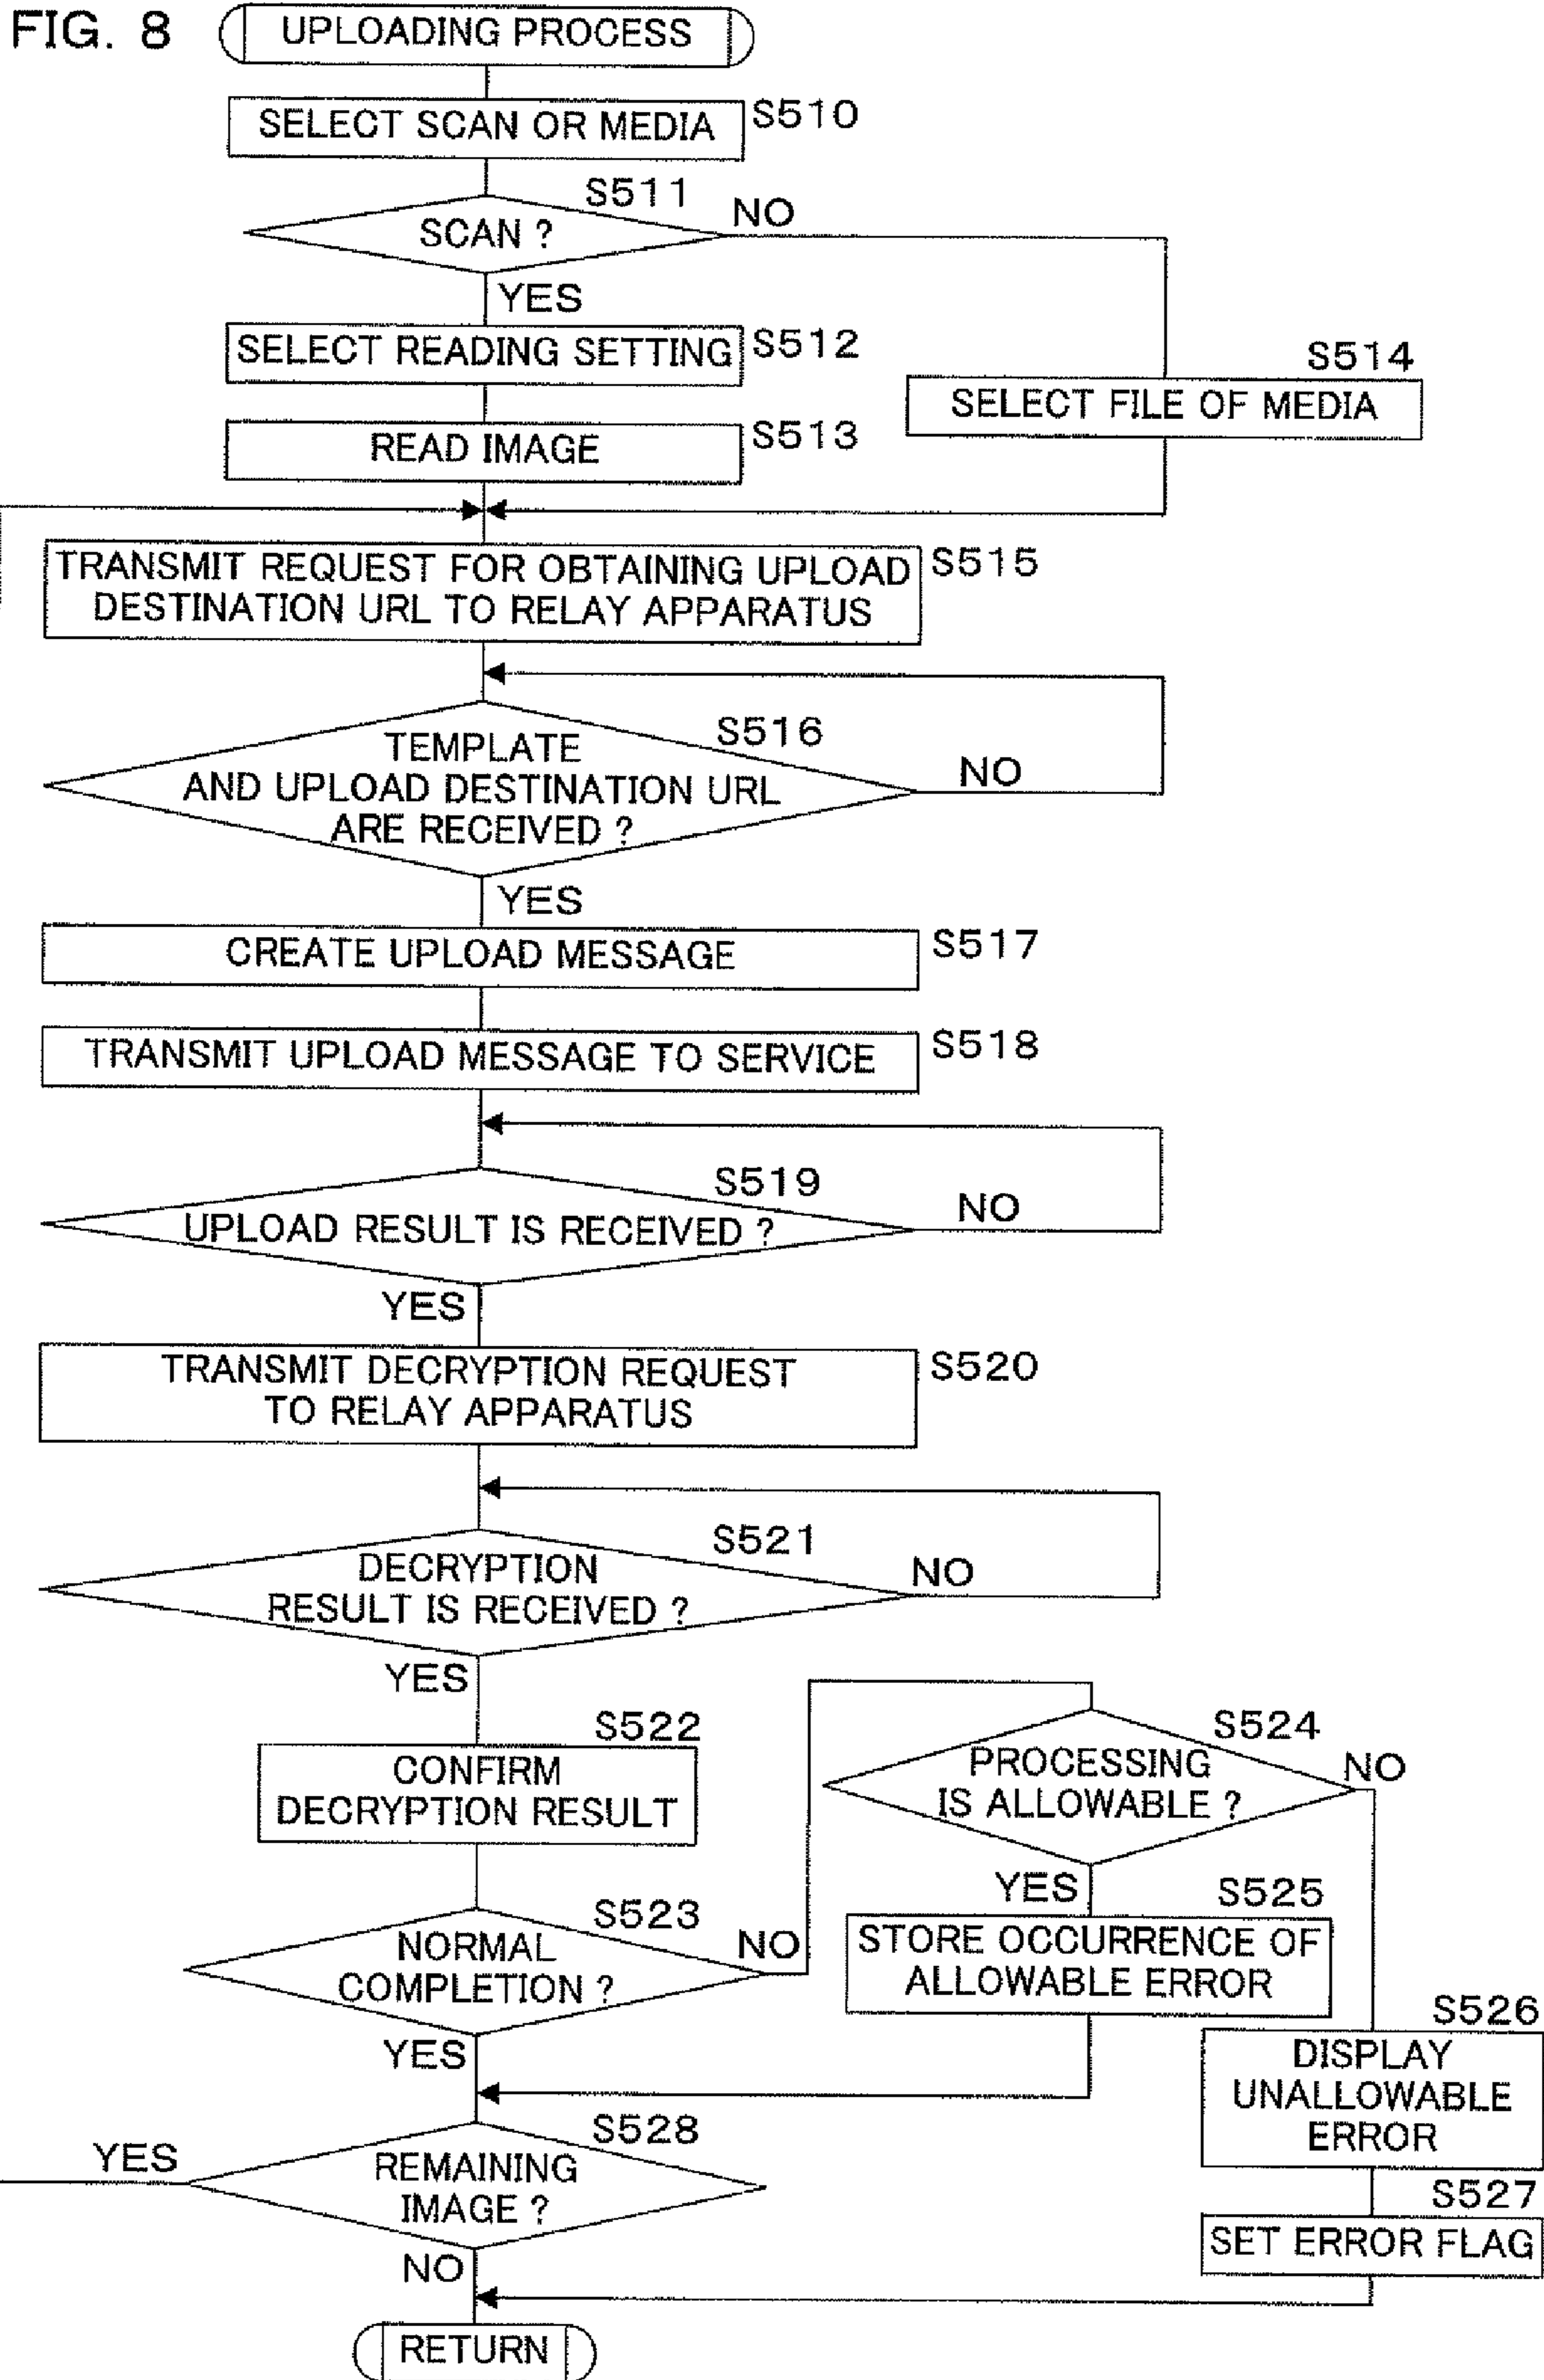 FIG. 8
UPLOADING PROCESS
SELECT SCAN OR MEDIA
S510
S511
SCAN ?
NO
YES
SELECT READING SETTING
S512
S514
SELECT FILE OF MEDIA
READ IMAGE
S513
TRANSMIT REQUEST FOR OBTAINING UPLOAD
DESTINATION URL TO RELAY APPARATUS
S515
S516
TEMPLATE
AND UPLOAD DESTINATION URL
ARE RECEIVED ?
NO
YES
CREATE UPLOAD MESSAGE
S517
TRANSMIT UPLOAD MESSAGE TO SERVICE
S518
S519
UPLOAD RESULT IS RECEIVED ?
NO
YES
TRANSMIT DECRYPTION REQUEST
TO RELAY APPARATUS
S520
S521
DECRYPTION
RESULT IS RECEIVED ?
NO
YES
S522
CONFIRM
DECRYPTION RESULT
S523
NORMAL
COMPLETION ?
NO
YES
S524
PROCESSING
IS ALLOWABLE ?
NO
YES
S525
STORE OCCURRENCE OF
ALLOWABLE ERROR
S526
DISPLAY
UNALLOWABLE
ERROR
S527
SET ERROR FLAG
S528
REMAINING
IMAGE ?
YES
NO
RETURN